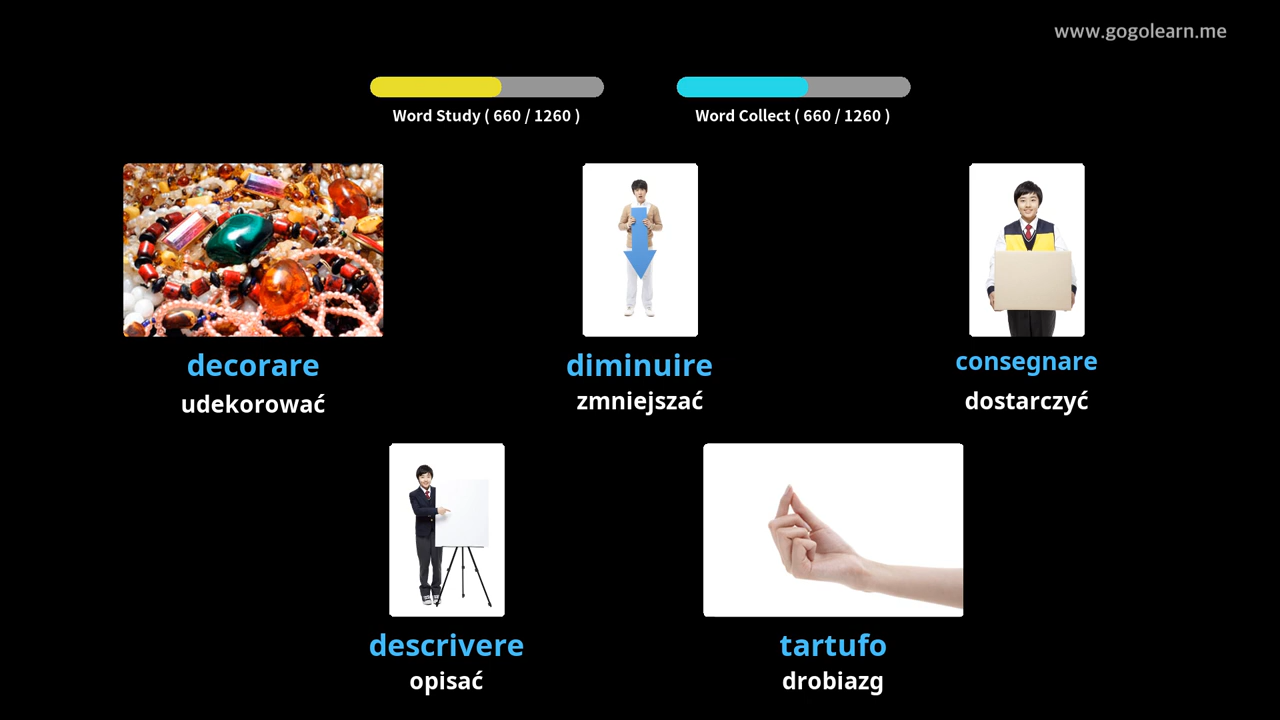 www.gogolearn.me
Word Study ( 660 / 1260 )
Word Collect ( 660 / 1260 )
decorare
udekorować
diminuire
zmniejszać
consegnare
dostarczyć
descrivere
opisać
tartufo
drobiazg